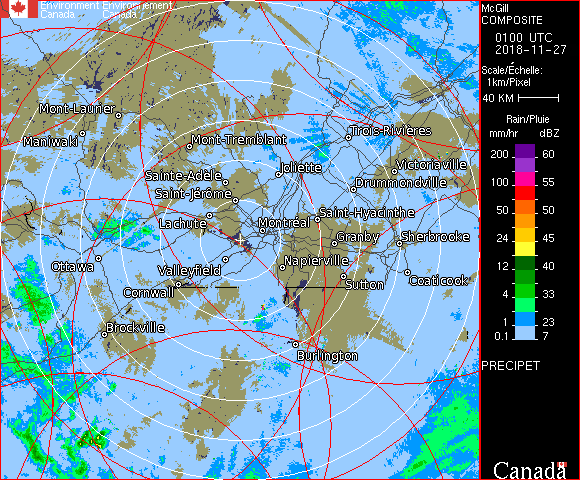 Environment Environnement
Canada Canada
McGill
COMPOSITE
0100 UTC
2018-11-27
Scale/Échelle:
1km/Pixel
40 KM
Rain/Pluie
mm/hr dBZ
200 60
100 55
50 50
24 45
12 40
4 33
1 23
0.1 7
PRECIPET
Canada
Mont-Laurier
Maniwaki
Mont-Tremblant
Trois-Rivières
Joliette
Victoriaville
Sainte-Adèle
Drummondville
Saint-Jérôme
Lachute
Saint-Hyacinthe
Montréal
Granby
Sherbrooke
Ottawa
Valleyfield
Napierville
Coaticook
Sutton
Cornwall
Brockville
Burlington